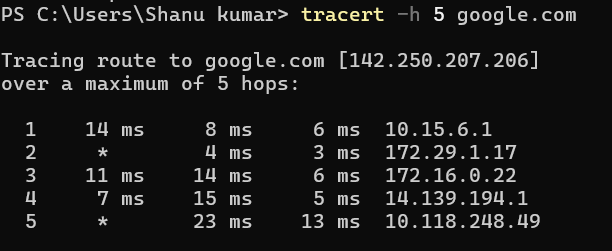 PS C:\Users\Shanu kumar> tracert -h 5 google.com
Tracing route to google.com [142.250.207.206]
over a maximum of 5 hops:
1 14 ms 8 ms 6 ms 10.15.6.1
2 * 4 ms 3 ms 172.29.1.17
3 11 ms 14 ms 6 ms 172.16.0.22
4 7 ms 15 ms 5 ms 14.139.194.1
5 * 23 ms 13 ms 10.118.248.49